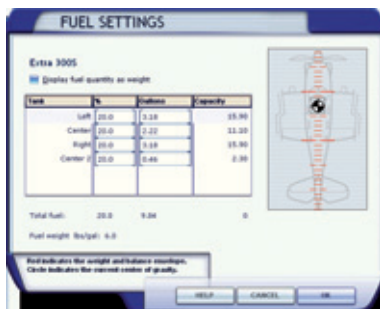 FUEL SETTINGS
Extra 300S
Display fuel quantity as weight
Tank % Gallons Capacity
Left 20.0 3.18 15.90
Center 20.0 2.22 11.10
Right 20.0 3.18 15.90
Center 2 20.0 0.46 2.30
Total fuel: 20.0 9.04 0
Fuel weight lbs/gal: 6.0
Red indicates the weight and balance envelope.
Circle indicates the current center of gravity.
HELP CANCEL OK